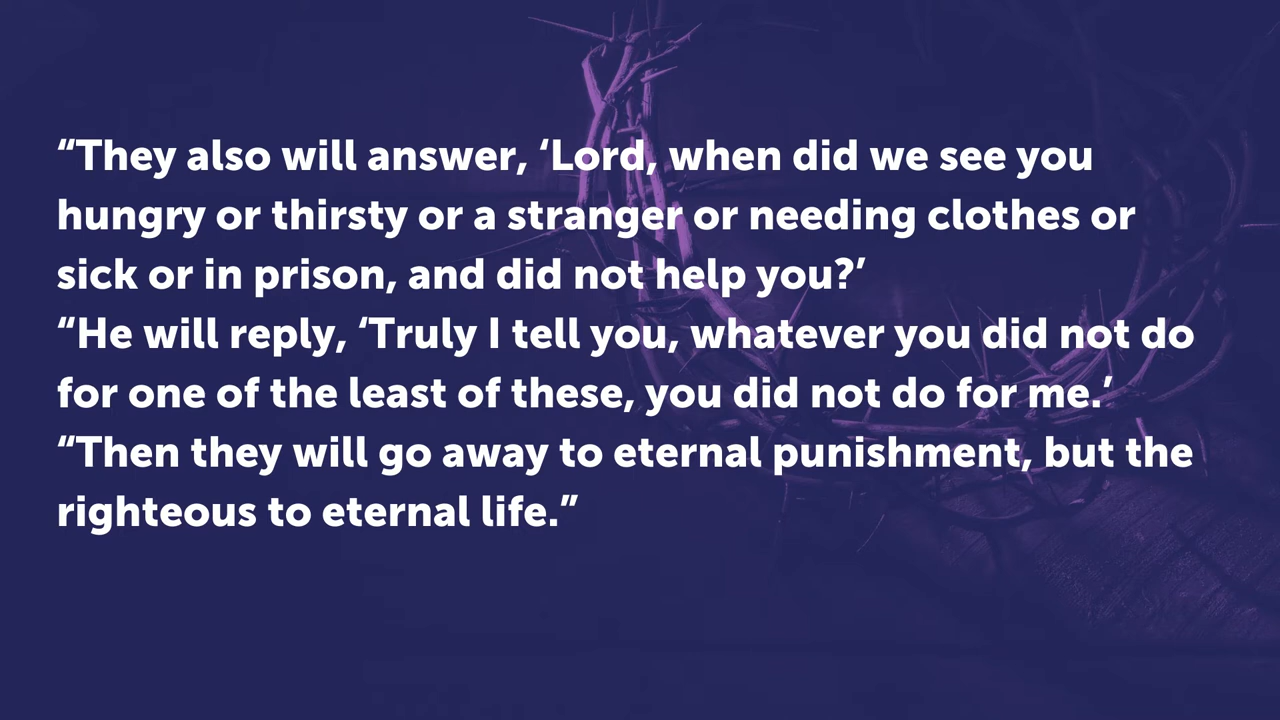 “They also will answer, ‘Lord, when did we see you
hungry or thirsty or a stranger or needing clothes or
sick or in prison, and did not help you?’
“He will reply, ‘Truly I tell you, whatever you did not do
for one of the least of these, you did not do for me.’
“Then they will go away to eternal punishment, but the
righteous to eternal life.”